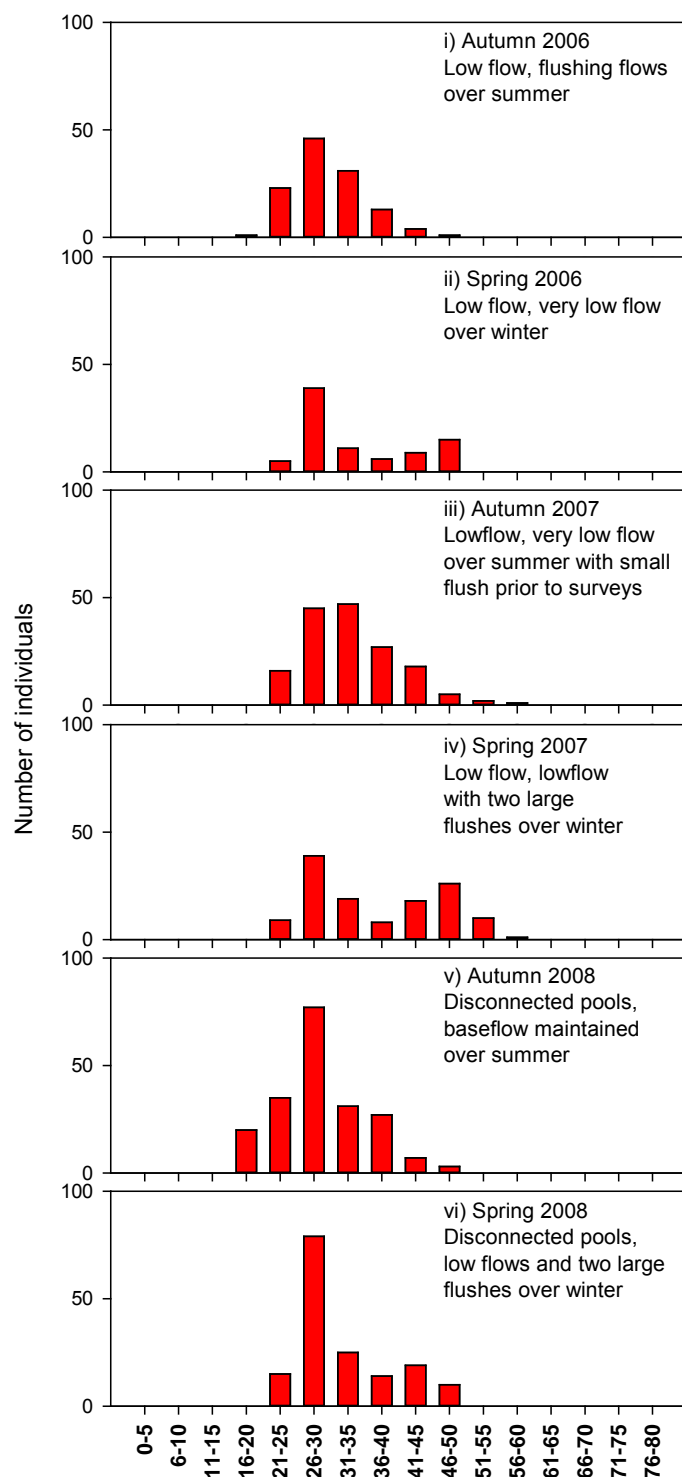 Number of individuals
100
50
0
i) Autumn 2006
Low flow, flushing flows
over summer
100
50
0
ii) Spring 2006
Low flow, very low flow
over winter
100
50
0
iii) Autumn 2007
Lowflow, very low flow
over summer with small
flush prior to surveys
100
50
0
iv) Spring 2007
Low flow, lowflow
with two large
flushes over winter
100
50
0
v) Autumn 2008
Disconnected pools,
baseflow maintained
over summer
100
50
0
vi) Spring 2008
Disconnected pools,
low flows and two large
flushes over winter
0-5
6-10
11-15
16-20
21-25
26-30
31-35
36-40
41-45
46-50
51-55
56-60
61-65
66-70
71-75
76-80